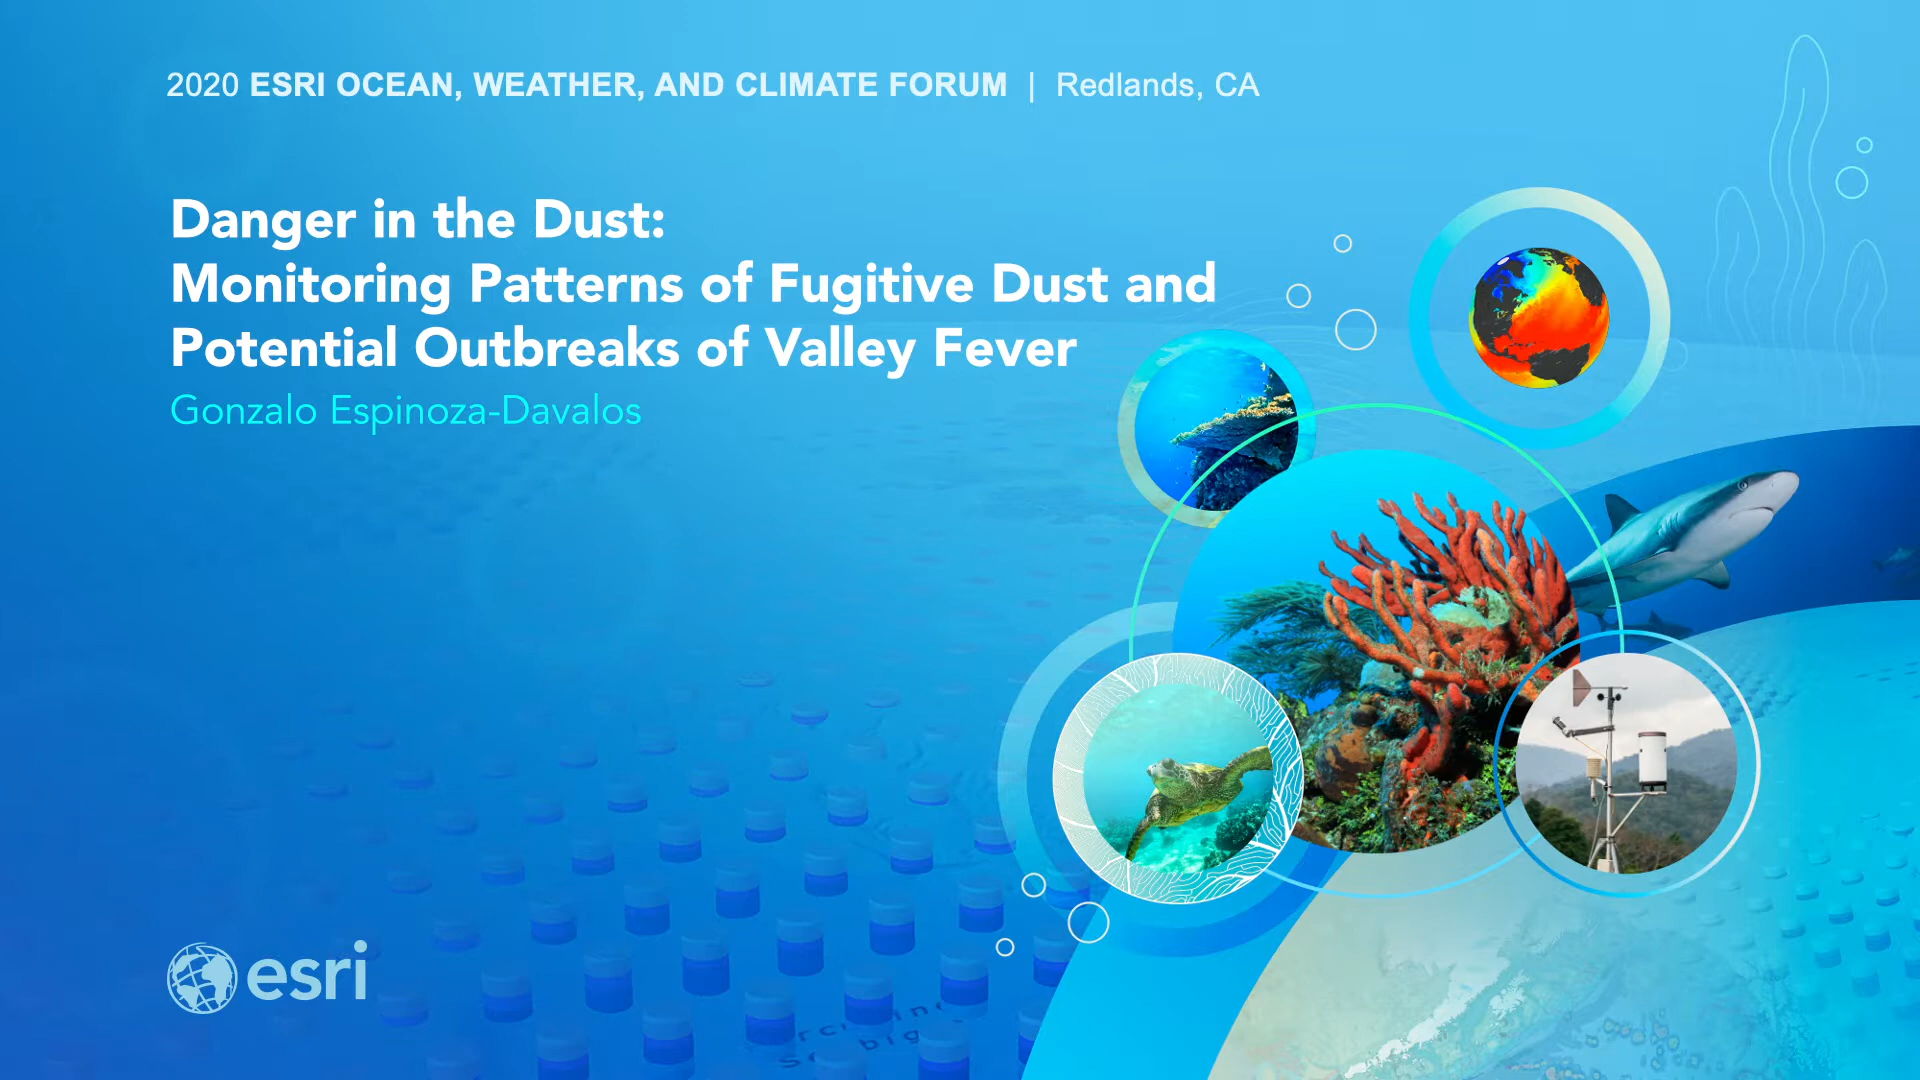 2020 ESRI OCEAN, WEATHER, AND CLIMATE FORUM | Redlands, CA
Danger in the Dust:
Monitoring Patterns of Fugitive Dust and
Potential Outbreaks of Valley Fever
Gonzalo Espinoza-Davalos
esri